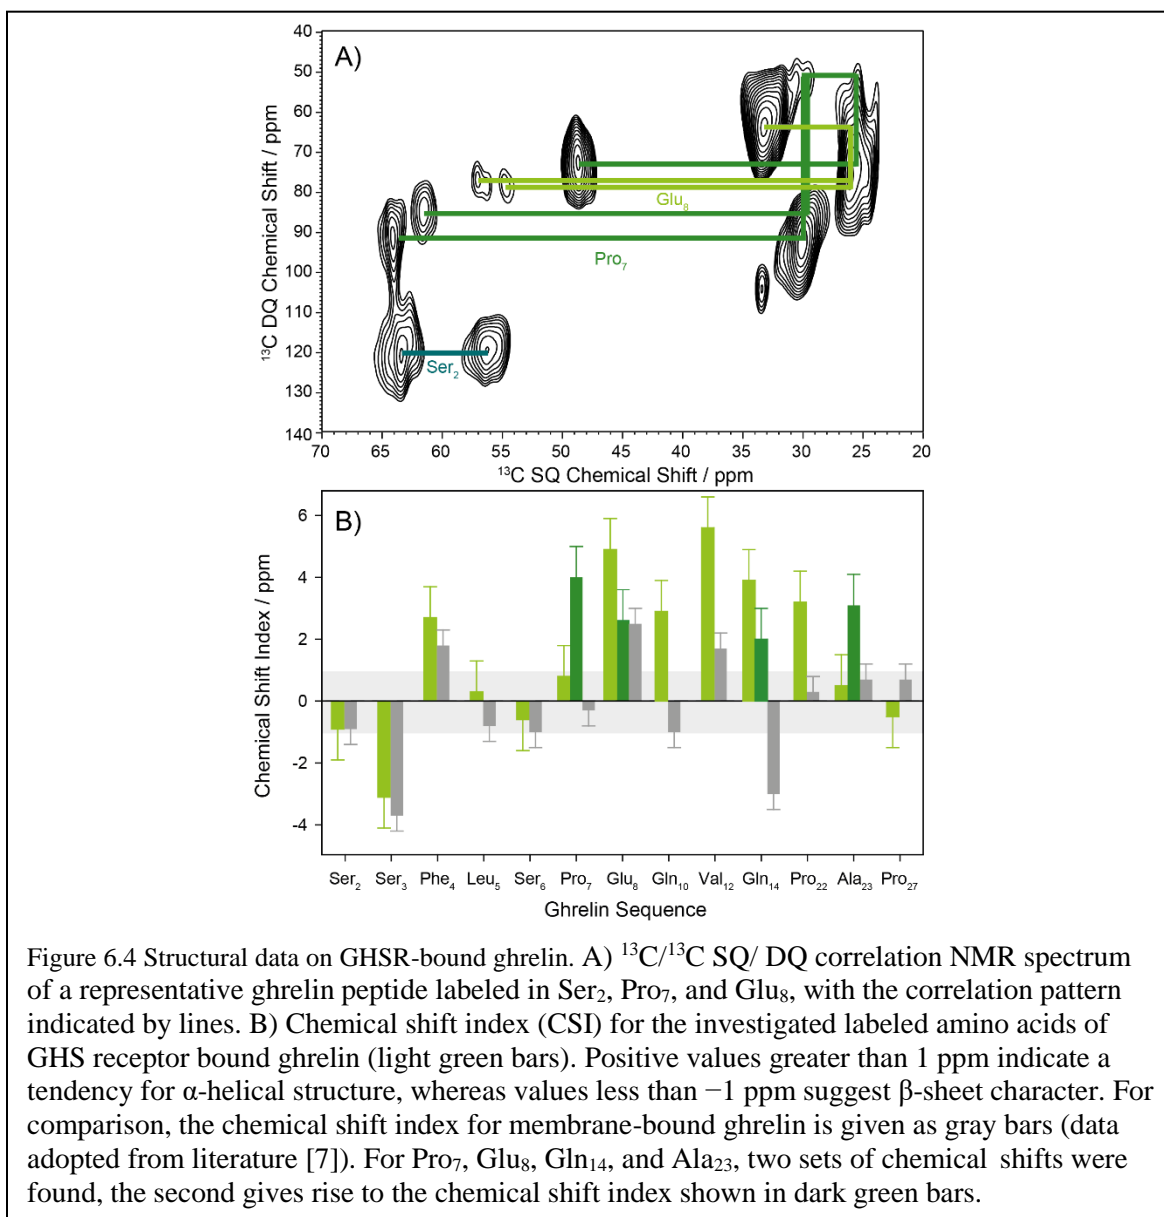 A)
40
50
60
70
80
90
100
110
120
130
140
¹³C DQ Chemical Shift / ppm
Glu₈
Pro₇
Ser₂
70 65 60 55 50 45 40 35 30 25 20
¹³C SQ Chemical Shift / ppm
B)
6
4
2
0
-2
-4
Chemical Shift Index / ppm
Ser₂ Ser₃ Phe₄ Leu₅ Ser₆ Pro₇ Glu₈ Gln₁₀ Val₁₂ Gln₁₄ Pro₂₂ Ala₂₃ Pro₂₇
Ghrelin Sequence
Figure 6.4 Structural data on GHSR-bound ghrelin. A) ¹³C/¹³C SQ/ DQ correlation NMR spectrum
of a representative ghrelin peptide labeled in Ser₂, Pro₇, and Glu₈, with the correlation pattern
indicated by lines. B) Chemical shift index (CSI) for the investigated labeled amino acids of
GHS receptor bound ghrelin (light green bars). Positive values greater than 1 ppm indicate a
tendency for α-helical structure, whereas values less than −1 ppm suggest β-sheet character. For
comparison, the chemical shift index for membrane-bound ghrelin is given as gray bars (data
adopted from literature [7]). For Pro₇, Glu₈, Gln₁₄, and Ala₂₃, two sets of chemical shifts were
found, the second gives rise to the chemical shift index shown in dark green bars.